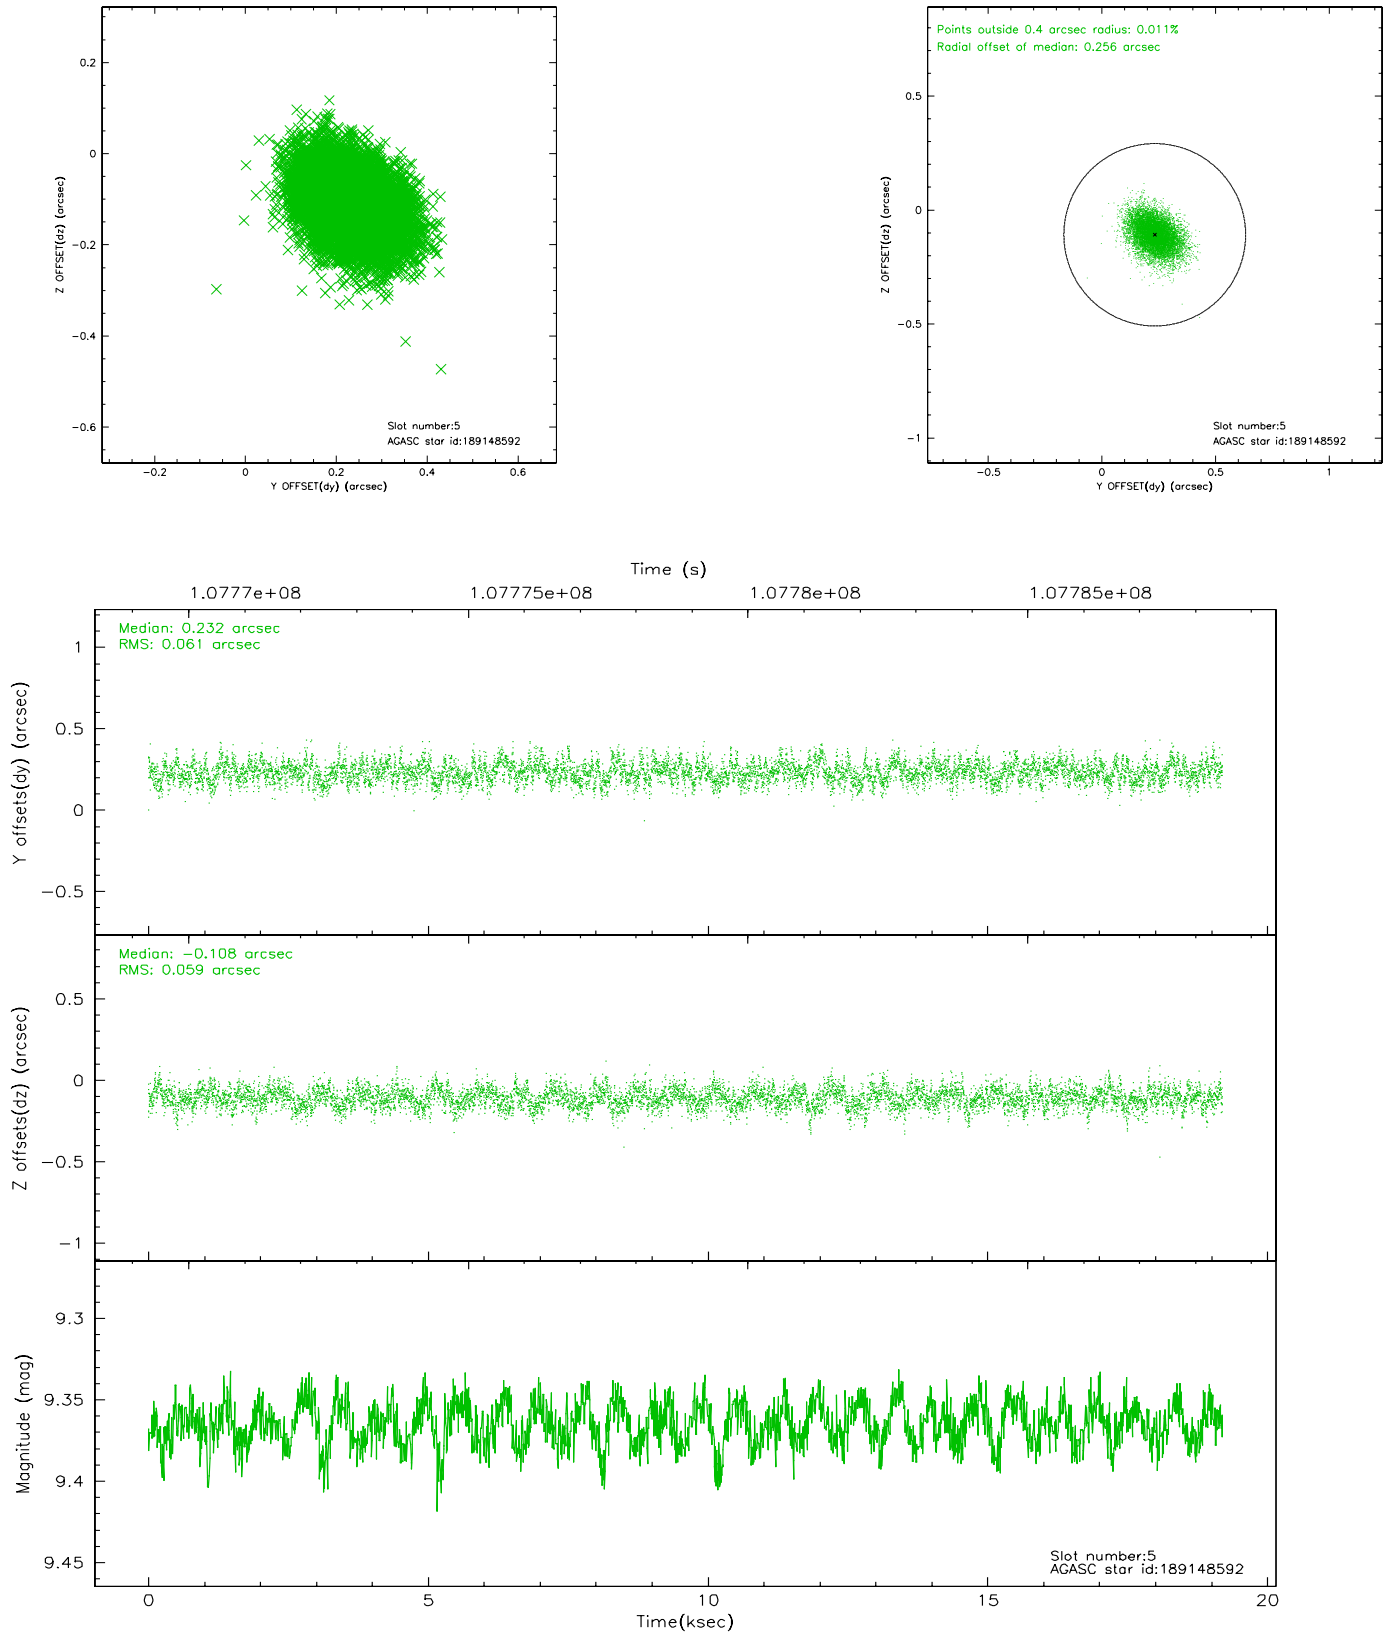 0.2
0
−0.2
−0.4
−0.6
Z OFFSET(dz) (arcsec)
Slot number:5
AGASC star id:189148592
−0.2
0
0.2
0.4
0.6
Y OFFSET(dy) (arcsec)
Points outside 0.4 arcsec radius: 0.011%
Radial offset of median: 0.256 arcsec
0.5
0
−0.5
−1
Z OFFSET(dz) (arcsec)
Slot number:5
AGASC star id:189148592
−0.5
0
0.5
1
Y OFFSET(dy) (arcsec)
Time (s)
1.0777e+08
1.07775e+08
1.0778e+08
1.07785e+08
Median: 0.232 arcsec
RMS: 0.061 arcsec
1
0.5
0
−0.5
Y offsets(dy) (arcsec)
Median: −0.108 arcsec
RMS: 0.059 arcsec
0.5
0
−0.5
−1
Z offsets(dz) (arcsec)
9.3
9.35
9.4
9.45
Magnitude (mag)
Slot number:5
AGASC star id:189148592
0
5
10
15
20
Time(ksec)